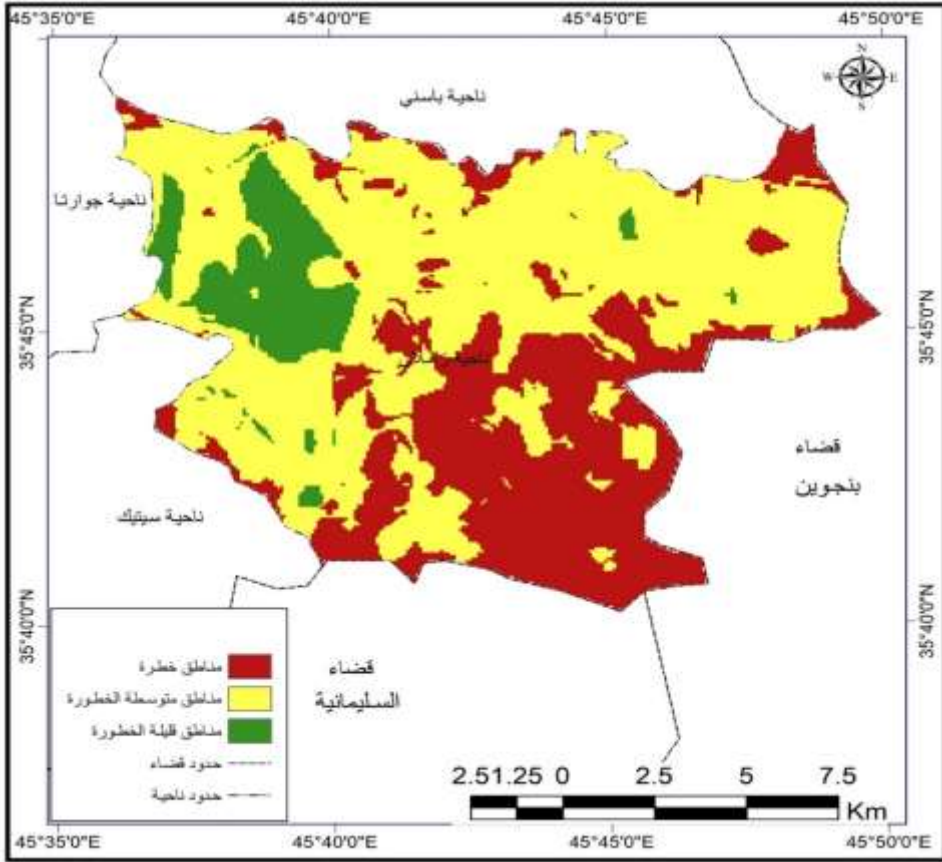 45°35'0"E 45°40'0"E 45°45'0"E 45°50'0"E
N
W E
S
ناحية باسني
ناحية جوارتا
35°45'0"N
35°45'0"N
ناحية
قضاء
بنجوين
ناحية سيتيك
35°40'0"N
35°40'0"N
قضاء
السليمانية
مناطق خطرة
مناطق متوسطة الخطورة
مناطق قليلة الخطورة
حدود قضاء
حدود ناحية
2.51.25 0 2.5 5 7.5
Km
45°35'0"E 45°40'0"E 45°45'0"E 45°50'0"E